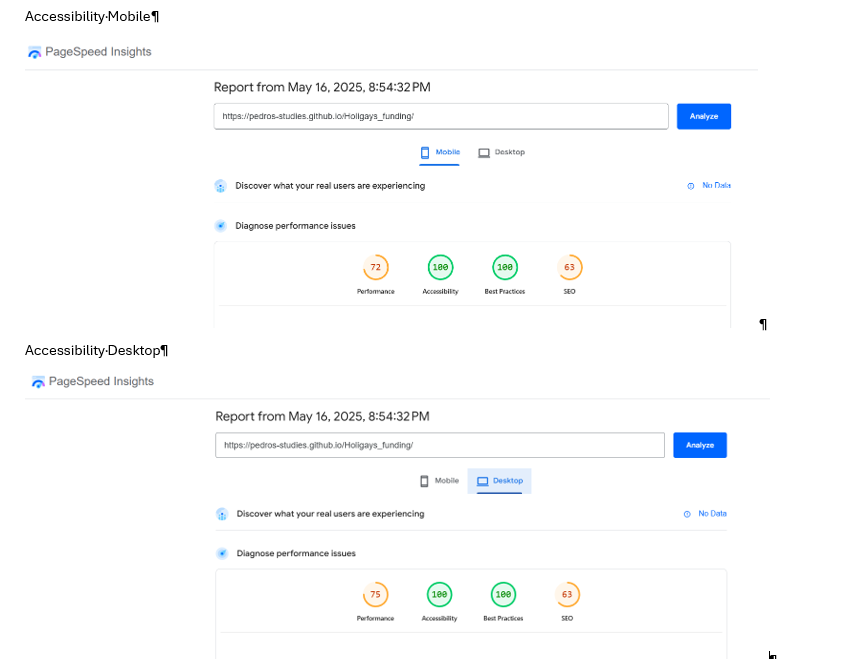 Accessibility·Mobile¶
PageSpeed Insights
Report from May 16, 2025, 8:54:32 PM
https://pedros-studies.github.io/Holigays_funding/
Analyze
Mobile Desktop
Discover what your real users are experiencing No Data
Diagnose performance issues
72 100 100 63
Performance Accessibility Best Practices SEO
¶
Accessibility·Desktop¶
PageSpeed Insights
Report from May 16, 2025, 8:54:32 PM
https://pedros-studies.github.io/Holigays_funding/
Analyze
Mobile Desktop
Discover what your real users are experiencing No Data
Diagnose performance issues
75 100 100 63
Performance Accessibility Best Practices SEO
¶